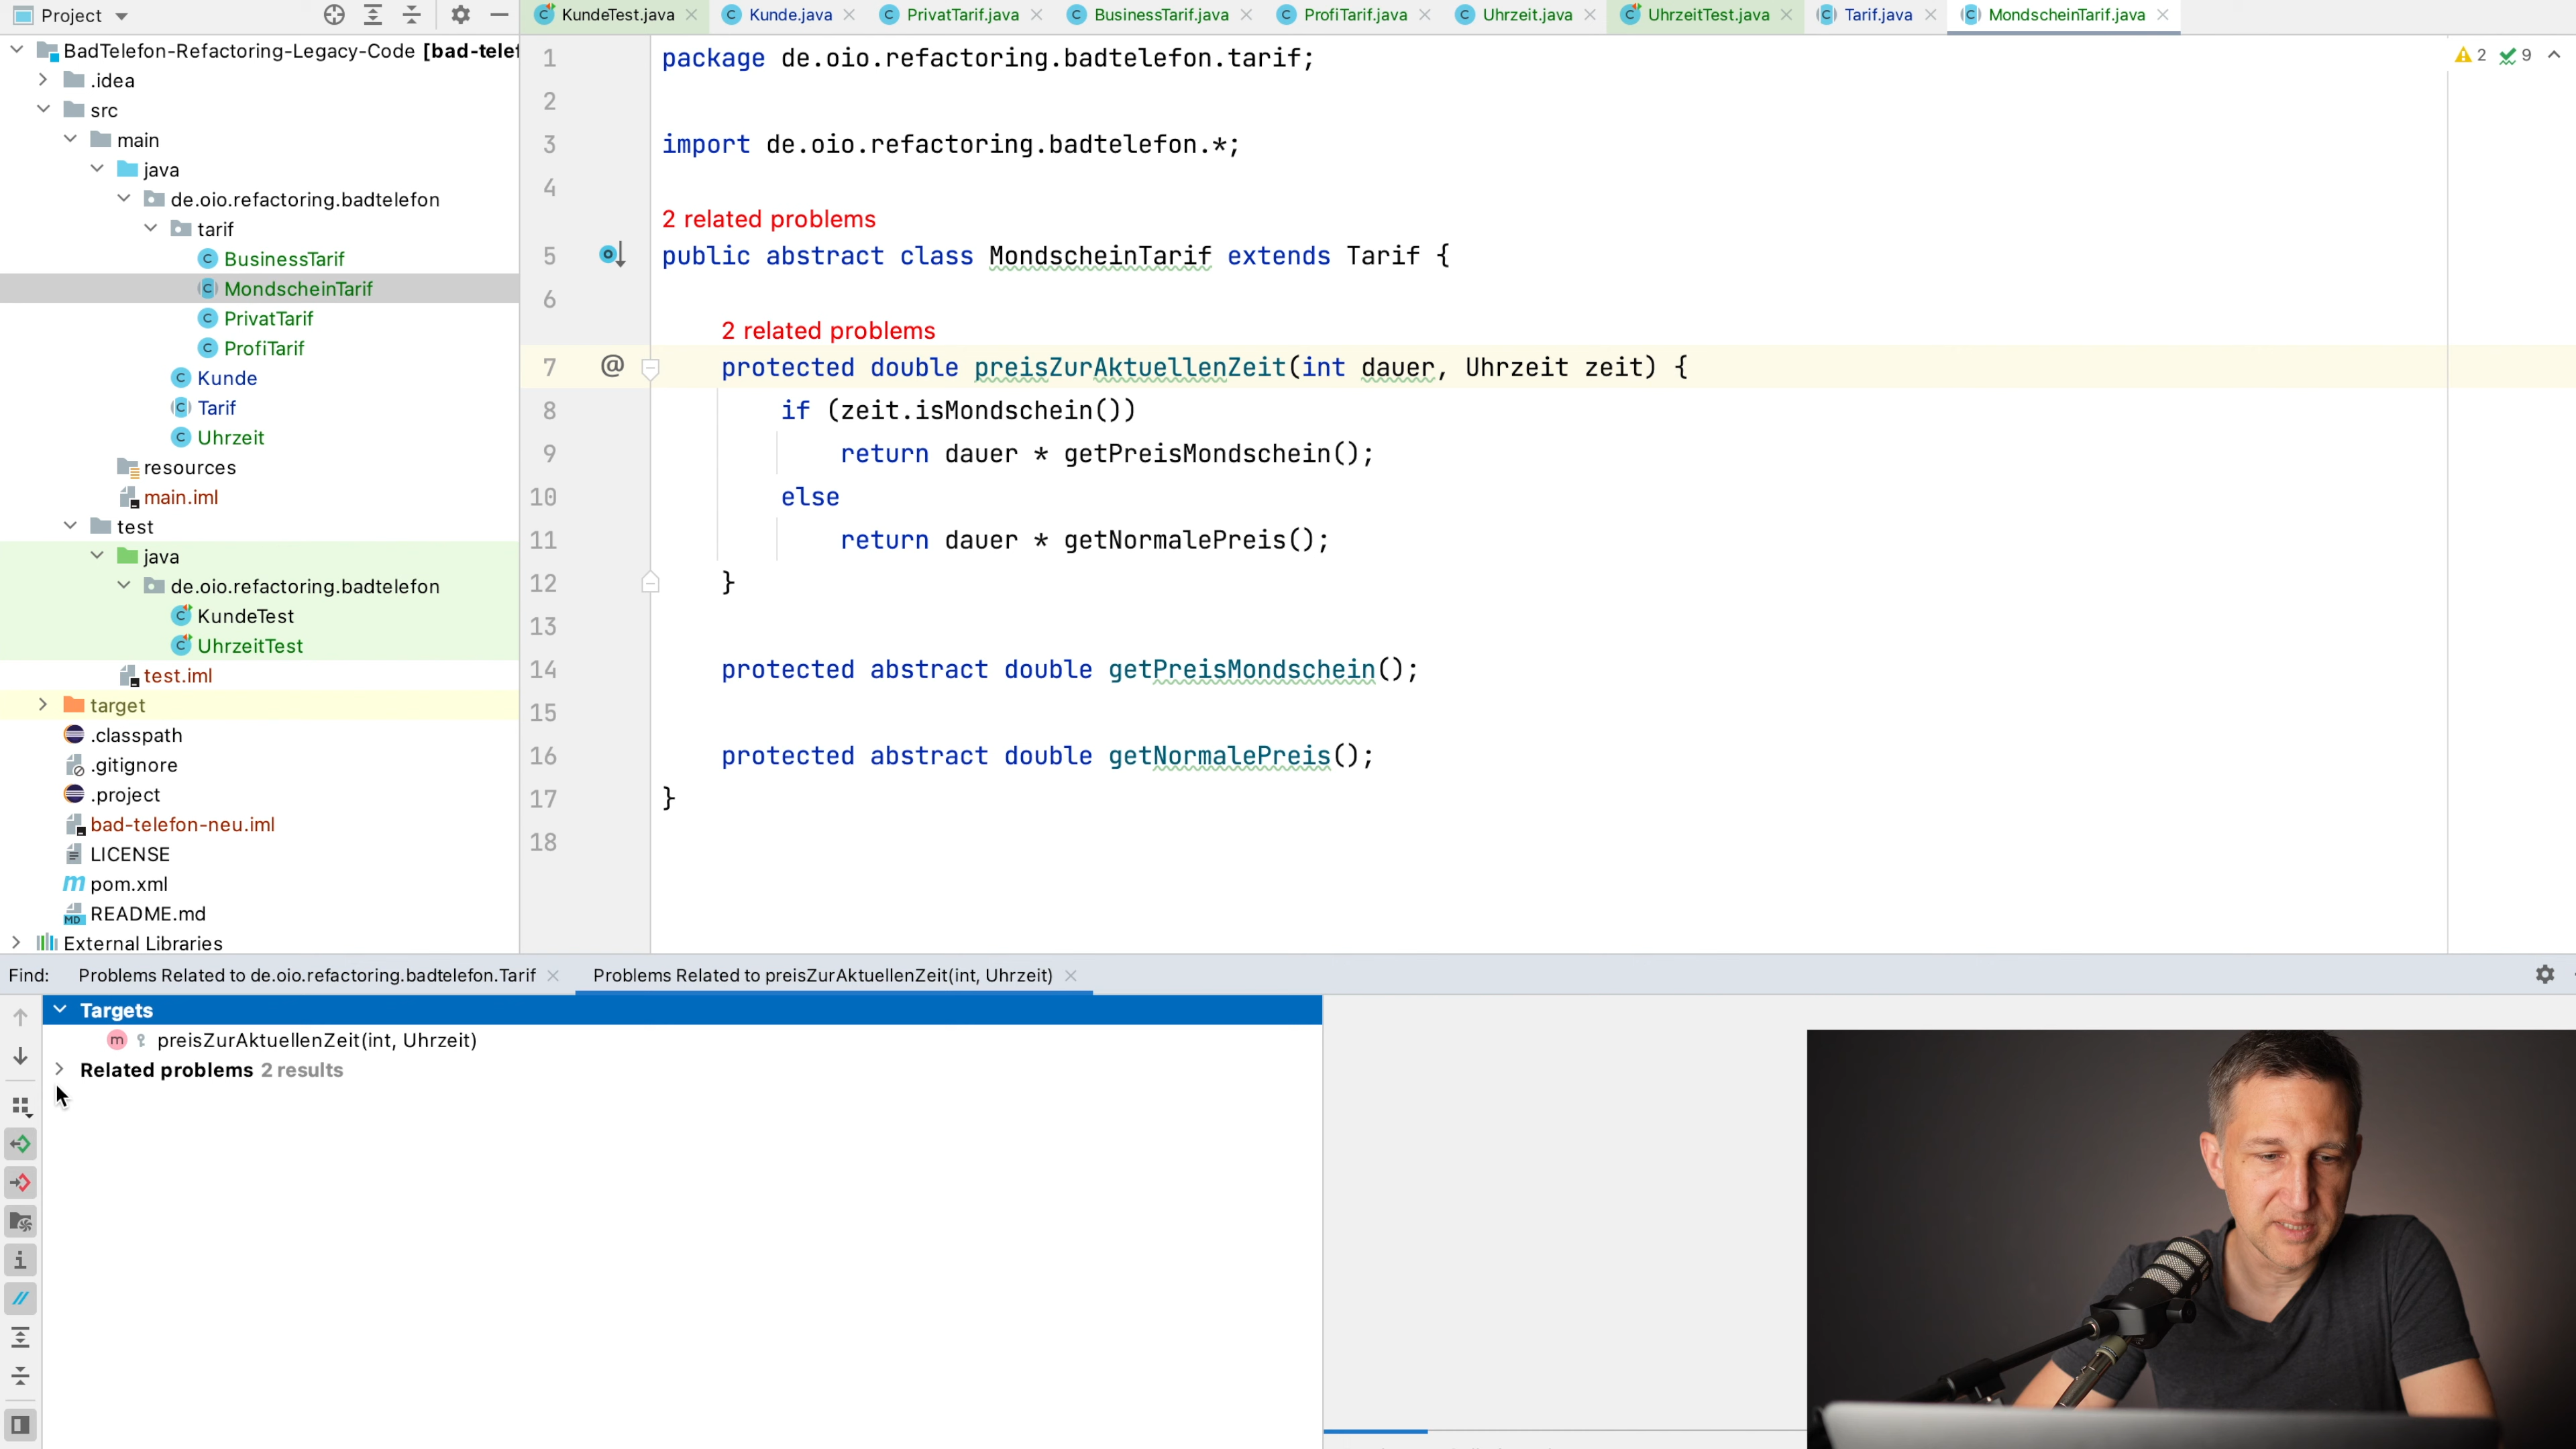 Project
KundeTest.java
Kunde.java
PrivatTarif.java
BusinessTarif.java
ProfiTarif.java
Uhrzeit.java
UhrzeitTest.java
Tarif.java
MondscheinTarif.java
BadTelefon-Refactoring-Legacy-Code [bad-telef
.idea
src
main
java
de.oio.refactoring.badtelefon
tarif
BusinessTarif
MondscheinTarif
PrivatTarif
ProfiTarif
Kunde
Tarif
Uhrzeit
resources
main.iml
test
java
de.oio.refactoring.badtelefon
KundeTest
UhrzeitTest
test.iml
target
.classpath
.gitignore
.project
bad-telefon-neu.iml
LICENSE
pom.xml
README.md
External Libraries
2 9
1 package de.oio.refactoring.badtelefon.tarif;
2
3 import de.oio.refactoring.badtelefon.*;
4
2 related problems
5 public abstract class MondscheinTarif extends Tarif {
6
2 related problems
7 @ protected double preisZurAktuellenZeit(int dauer, Uhrzeit zeit) {
8 if (zeit.isMondschein())
9 return dauer * getPreisMondschein();
10 else
11 return dauer * getNormalePreis();
12 }
13
14 protected abstract double getPreisMondschein();
15
16 protected abstract double getNormalePreis();
17 }
18
Find: Problems Related to de.oio.refactoring.badtelefon.Tarif Problems Related to preisZurAktuellenZeit(int, Uhrzeit)
Targets
preisZurAktuellenZeit(int, Uhrzeit)
Related problems 2 results